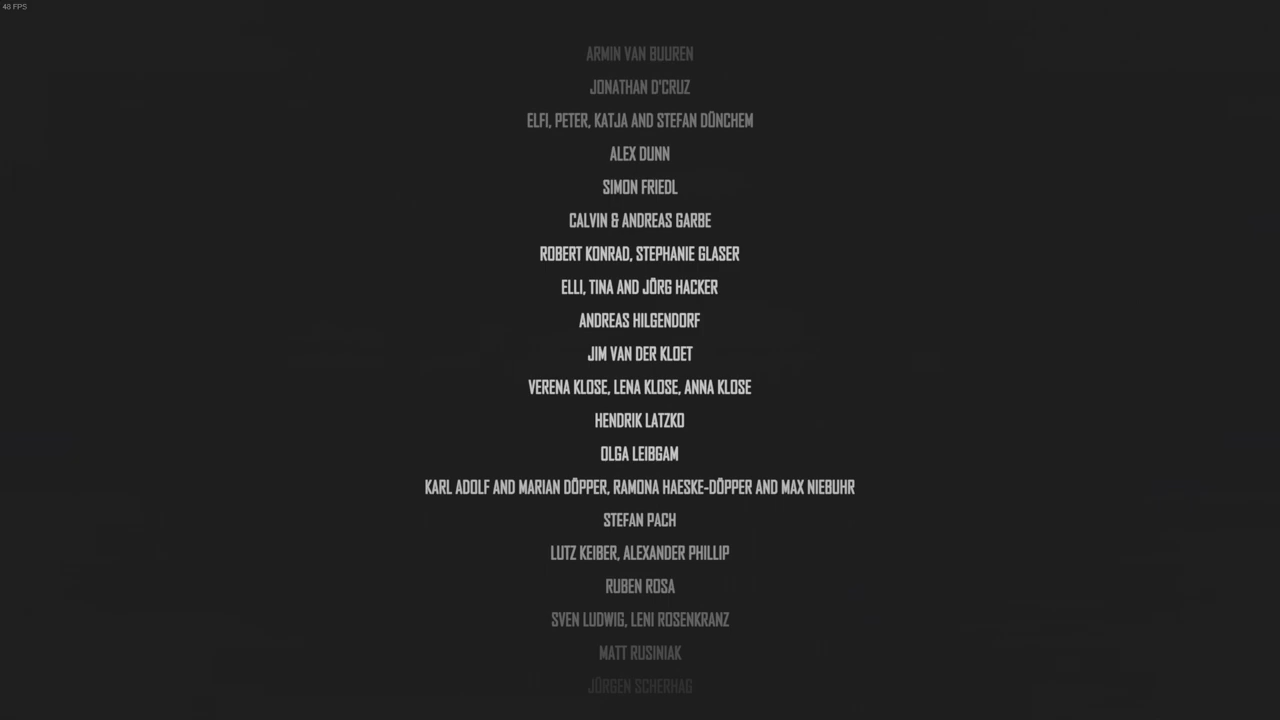 48 FPS
ARMIN VAN BUUREN
JONATHAN D'CRUZ
ELFI, PETER, KATJA AND STEFAN DÜNCHEM
ALEX DUNN
SIMON FRIEDL
CALVIN & ANDREAS GARBE
ROBERT KONRAD, STEPHANIE GLASER
ELLI, TINA AND JÖRG HACKER
ANDREAS HILGENDORF
JIM VAN DER KLOET
VERENA KLOSE, LENA KLOSE, ANNA KLOSE
HENDRIK LATZKO
OLGA LEIBGAM
KARL ADOLF AND MARIAN DÖPPER, RAMONA HAESKE-DÖPPER AND MAX NIEBUHR
STEFAN PACH
LUTZ KEIBER, ALEXANDER PHILLIP
RUBEN ROSA
SVEN LUDWIG, LENI ROSENKRANZ
MATT RUSINIAK
JÜRGEN SCHERHAG